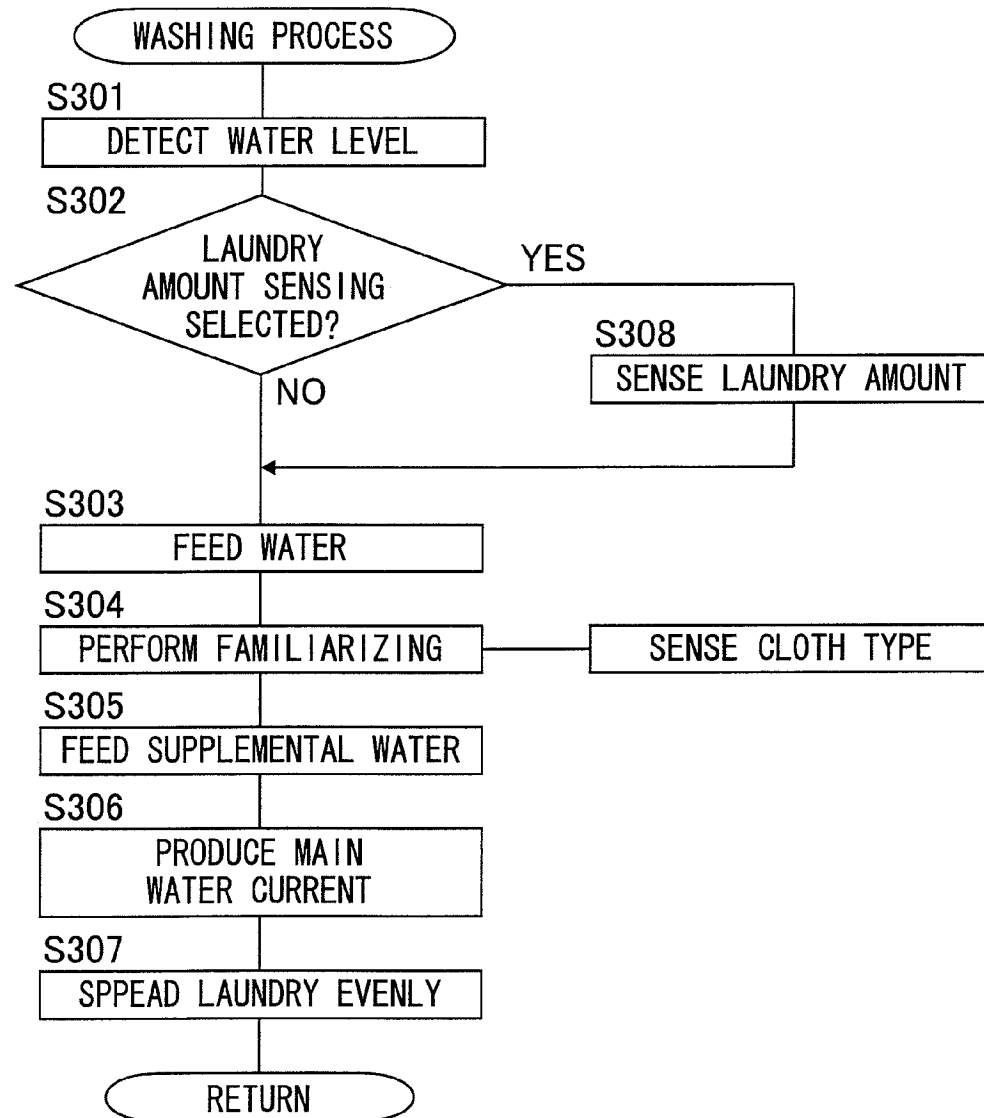 WASHING PROCESS
S301
DETECT WATER LEVEL
S302
LAUNDRY
AMOUNT SENSING
SELECTED?
YES
S308
SENSE LAUNDRY AMOUNT
NO
S303
FEED WATER
S304
PERFORM FAMILIARIZING
SENSE CLOTH TYPE
S305
FEED SUPPLEMENTAL WATER
S306
PRODUCE MAIN
WATER CURRENT
S307
SPPEAD LAUNDRY EVENLY
RETURN